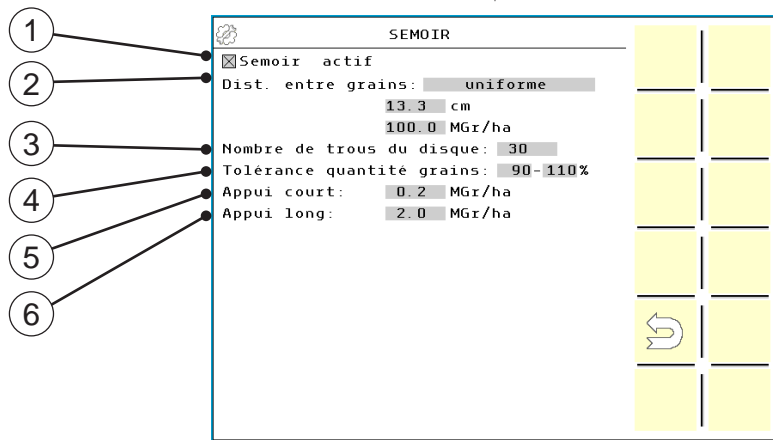 SEMOIR
1
Semoir actif
2
Dist. entre grains: uniforme
13.3 cm
100.0 MGr/ha
3
Nombre de trous du disque: 30
4
Tolérance quantité grains: 90-110%
5
Appui court: 0.2 MGr/ha
6
Appui long: 2.0 MGr/ha